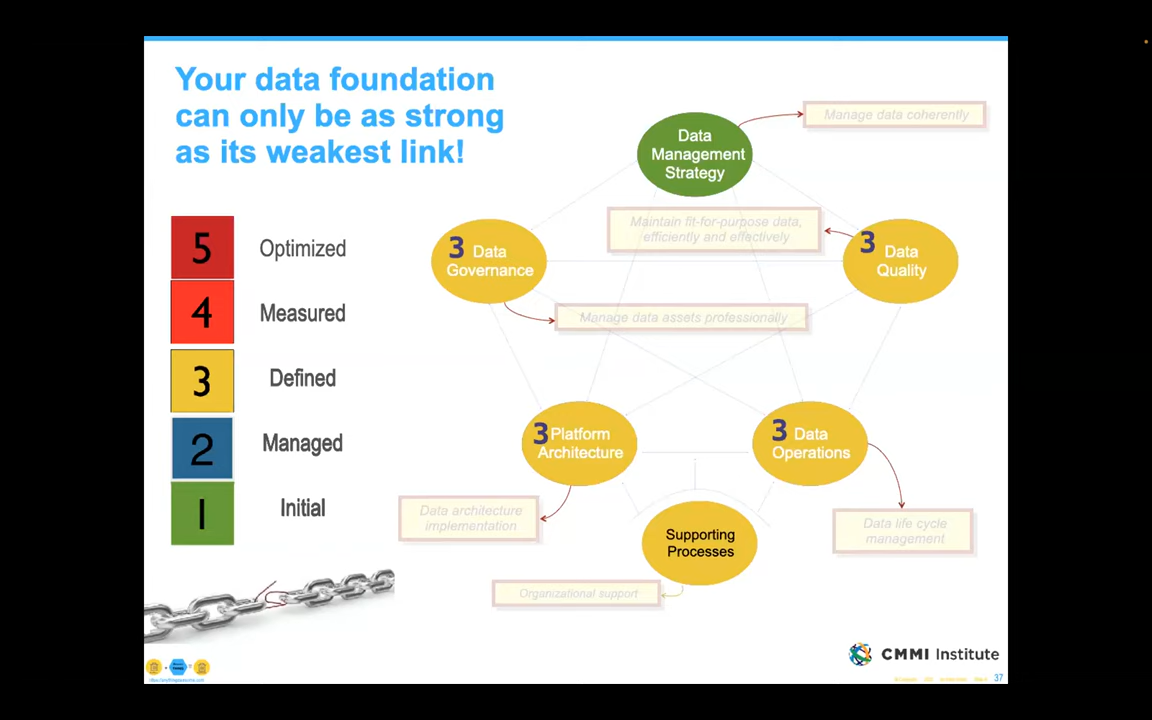 Your data foundation
can only be as strong
as its weakest link!
5 Optimized
4 Measured
3 Defined
2 Managed
1 Initial
Data
Management
Strategy
Manage data coherently
Maintain fit-for-purpose data,
efficiently and effectively
3 Data
Governance
3 Data
Quality
Manage data assets professionally
3 Platform
Architecture
3 Data
Operations
Data architecture
implementation
Supporting
Processes
Data life cycle
management
Organizational support
CMMI Institute
37